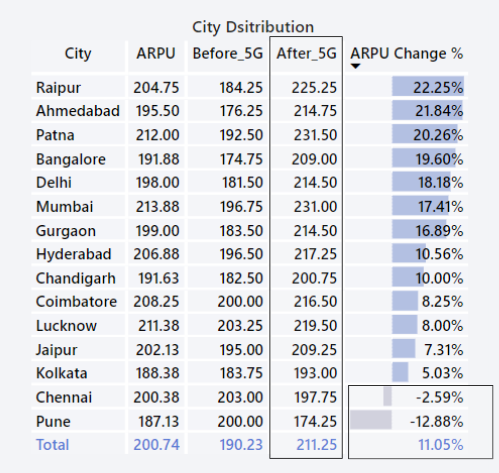 City Dsitribution
City ARPU Before_5G After_5G ARPU Change %
Raipur 204.75 184.25 225.25 22.25%
Ahmedabad 195.50 176.25 214.75 21.84%
Patna 212.00 192.50 231.50 20.26%
Bangalore 191.88 174.75 209.00 19.60%
Delhi 198.00 181.50 214.50 18.18%
Mumbai 213.88 196.75 231.00 17.41%
Gurgaon 199.00 183.50 214.50 16.89%
Hyderabad 206.88 196.50 217.25 10.56%
Chandigarh 191.63 182.50 200.75 10.00%
Coimbatore 208.25 200.00 216.50 8.25%
Lucknow 211.38 203.25 219.50 8.00%
Jaipur 202.13 195.00 209.25 7.31%
Kolkata 188.38 183.75 193.00 5.03%
Chennai 200.38 203.00 197.75 -2.59%
Pune 187.13 200.00 174.25 -12.88%
Total 200.74 190.23 211.25 11.05%